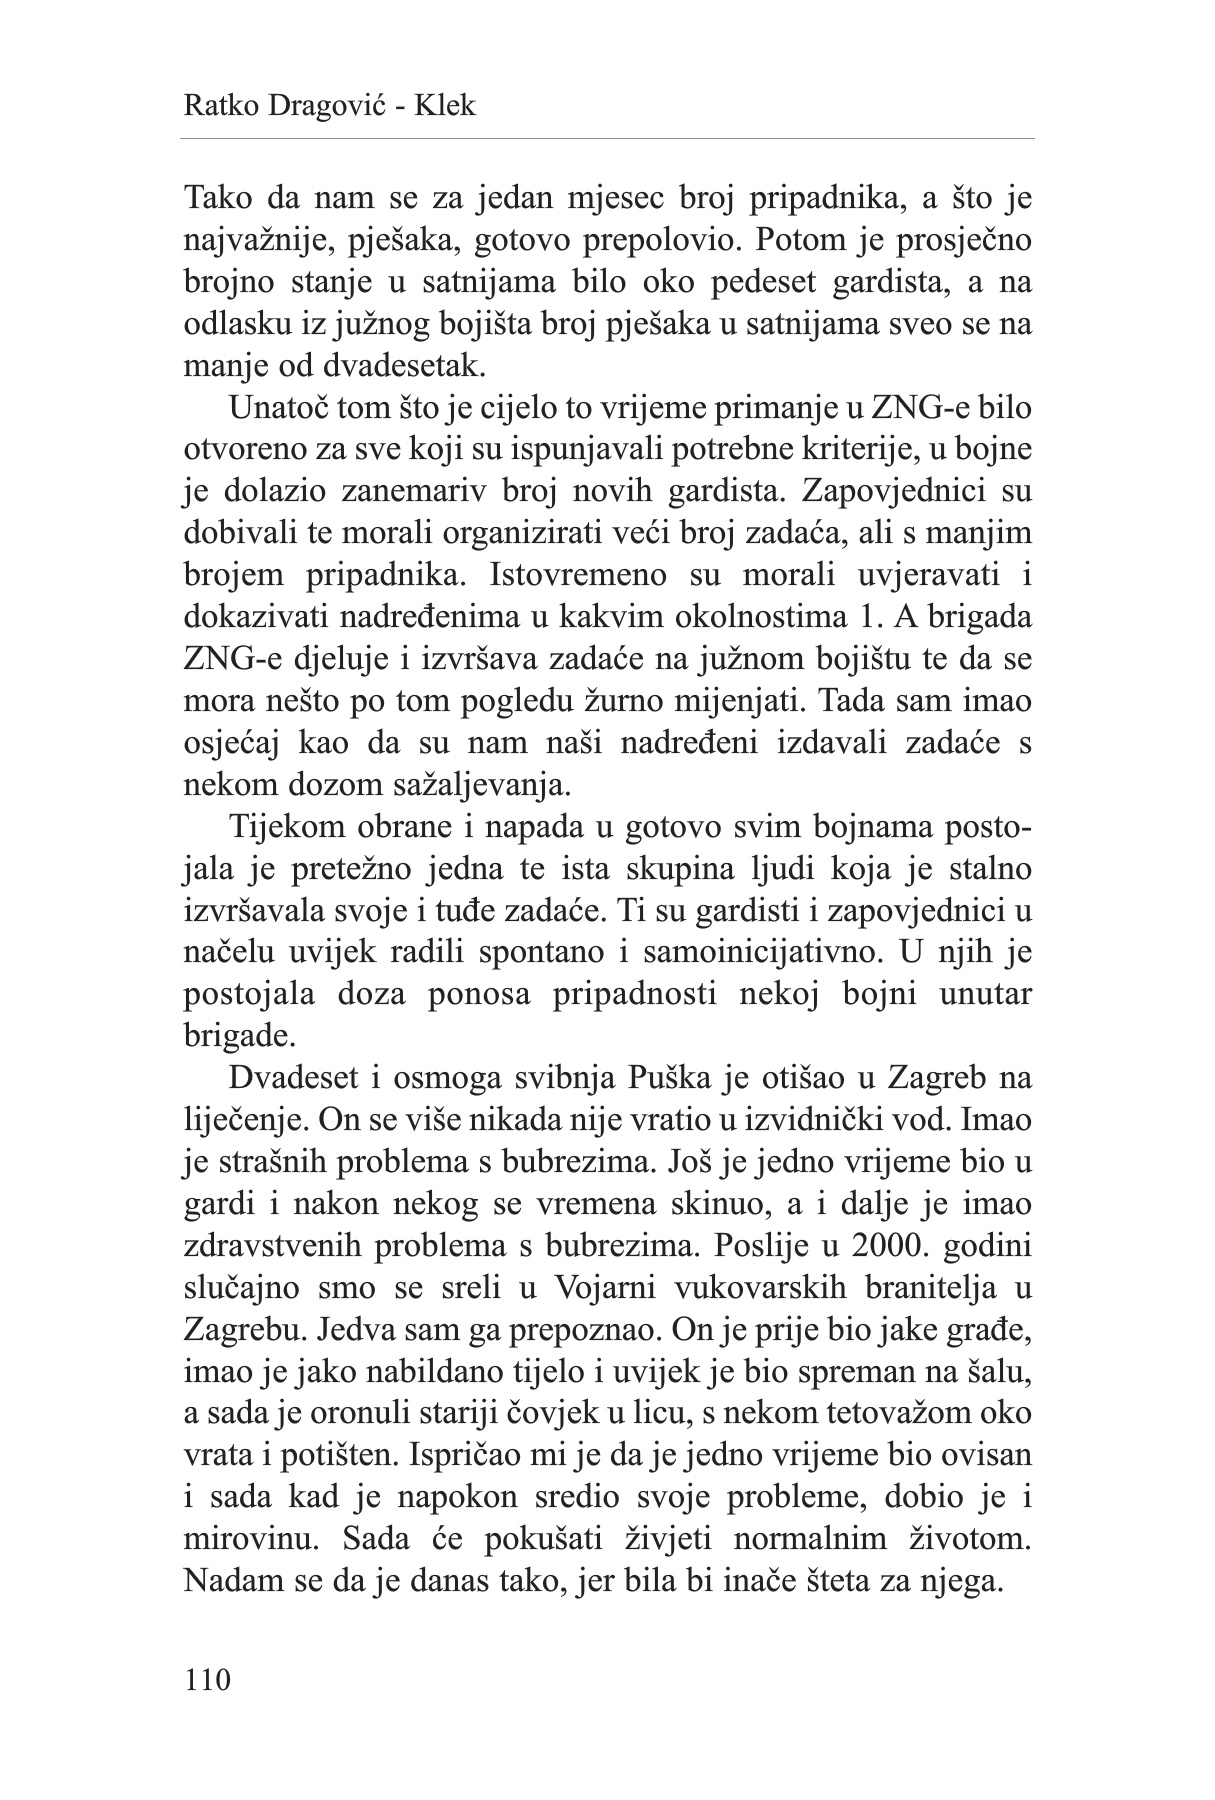 Ratko Dragović - Klek
Tako da nam se za jedan mjesec broj pripadnika, a što je
najvažnije, pješaka, gotovo prepolovio. Potom je prosječno
brojno stanje u satnijama bilo oko pedeset gardista, a na
odlasku iz južnog bojišta broj pješaka u satnijama sveo se na
manje od dvadesetak.
Unatoč tom što je cijelo to vrijeme primanje u ZNG-e bilo
otvoreno za sve koji su ispunjavali potrebne kriterije, u bojne
je dolazio zanemariv broj novih gardista. Zapovjednici su
dobivali te morali organizirati veći broj zadaća, ali s manjim
brojem pripadnika. Istovremeno su morali uvjeravati i
dokazivati nadređenima u kakvim okolnostima 1. A brigada
ZNG-e djeluje i izvršava zadaće na južnom bojištu te da se
mora nešto po tom pogledu žurno mijenjati. Tada sam imao
osjećaj kao da su nam naši nadređeni izdavali zadaće s
nekom dozom sažaljevanja.
Tijekom obrane i napada u gotovo svim bojnama posto-
jala je pretežno jedna te ista skupina ljudi koja je stalno
izvršavala svoje i tuđe zadaće. Ti su gardisti i zapovjednici u
načelu uvijek radili spontano i samoinicijativno. U njih je
postojala doza ponosa pripadnosti nekoj bojni unutar
brigade.
Dvadeset i osmoga svibnja Puška je otišao u Zagreb na
liječenje. On se više nikada nije vratio u izvidnički vod. Imao
je strašnih problema s bubrezima. Još je jedno vrijeme bio u
gardi i nakon nekog se vremena skinuo, a i dalje je imao
zdravstvenih problema s bubrezima. Poslije u 2000. godini
slučajno smo se sreli u Vojarni vukovarskih branitelja u
Zagrebu. Jedva sam ga prepoznao. On je prije bio jake građe,
imao je jako nabildano tijelo i uvijek je bio spreman na šalu,
a sada je oronuli stariji čovjek u licu, s nekom tetovažom oko
vrata i potišten. Ispričao mi je da je jedno vrijeme bio ovisan
i sada kad je napokon sredio svoje probleme, dobio je i
mirovinu. Sada će pokušati živjeti normalnim životom.
Nadam se da je danas tako, jer bila bi inače šteta za njega.
110